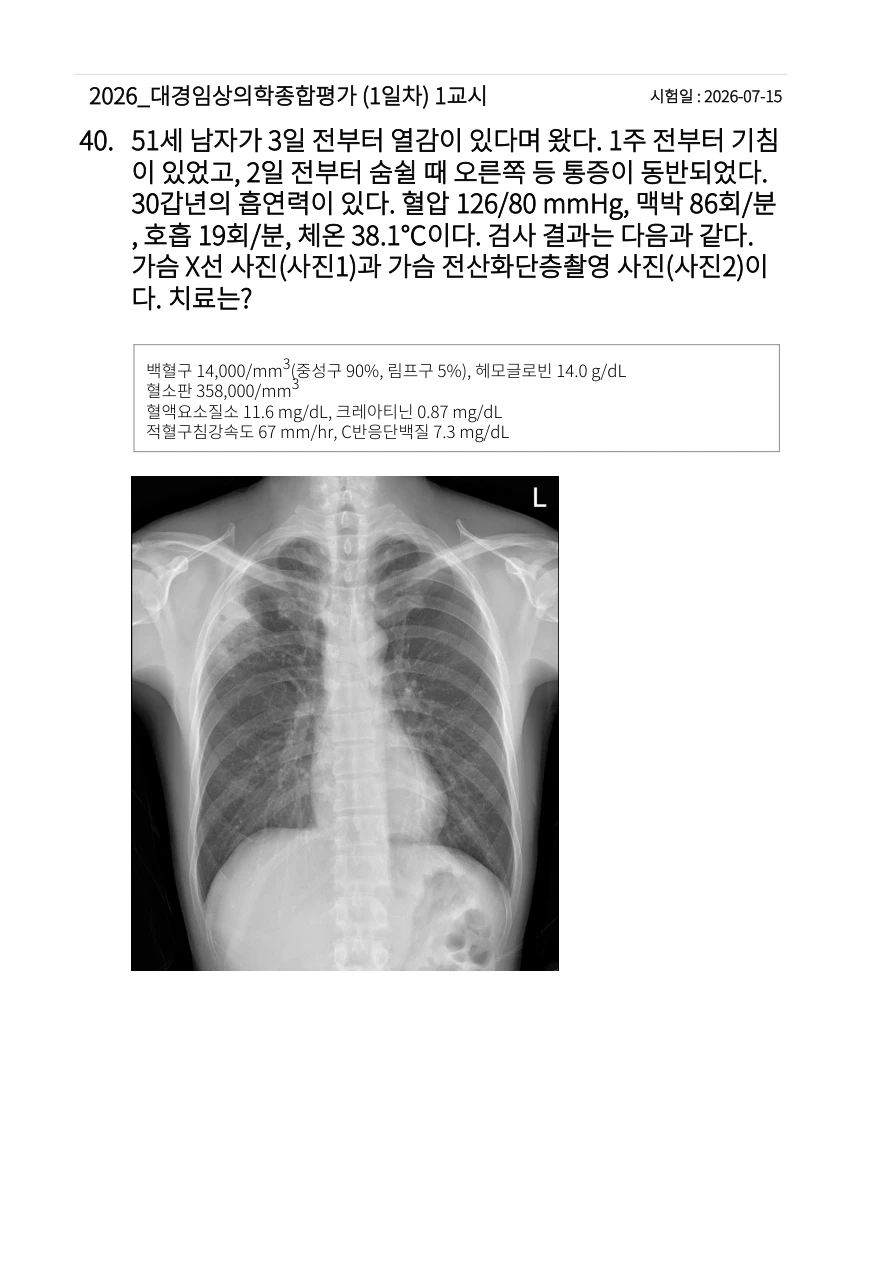 2026_대경임상의학종합평가 (1일차) 1교시
시험일 : 2026-07-15
40. 51세 남자가 3일 전부터 열감이 있다며 왔다. 1주 전부터 기침
이 있었고, 2일 전부터 숨쉴 때 오른쪽 등 통증이 동반되었다.
30갑년의 흡연력이 있다. 혈압 126/80 mmHg, 맥박 86회/분
, 호흡 19회/분, 체온 38.1℃이다. 검사 결과는 다음과 같다.
가슴 X선 사진(사진1)과 가슴 전산화단층촬영 사진(사진2)이
다. 치료는?
백혈구 14,000/mm³(중성구 90%, 림프구 5%), 헤모글로빈 14.0 g/dL
혈소판 358,000/mm³
혈액요소질소 11.6 mg/dL, 크레아티닌 0.87 mg/dL
적혈구침강속도 67 mm/hr, C반응단백질 7.3 mg/dL
L